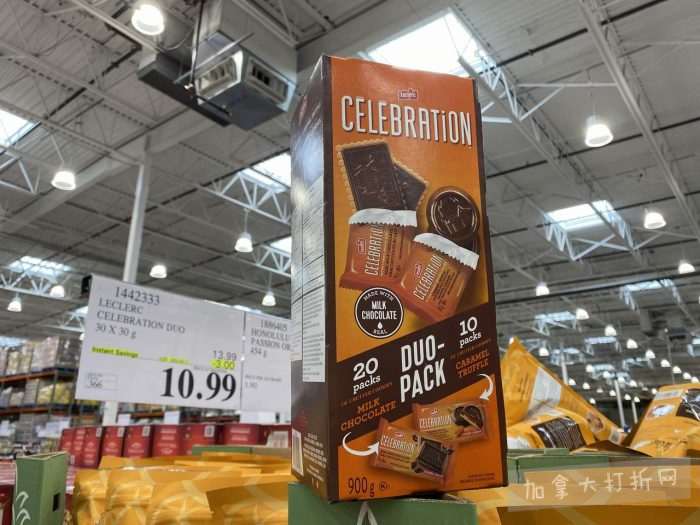 Leclerc
CELEBRATION
CELEBRATION
CELEBRATION
MADE WITH
MILK
CHOCOLATE
REAL
20
packs
MILK
CHOCOLATE
DUO-
PACK
10
packs
CARAMEL
TRUFFLE
900 g
1442333
LECLERC
CELEBRATION DUO
30 X 30 g
Instant Savings
13.99
-3.00
10.99
366
1886405
HONOLULU
PASSION OR
454 g
加拿大打折网